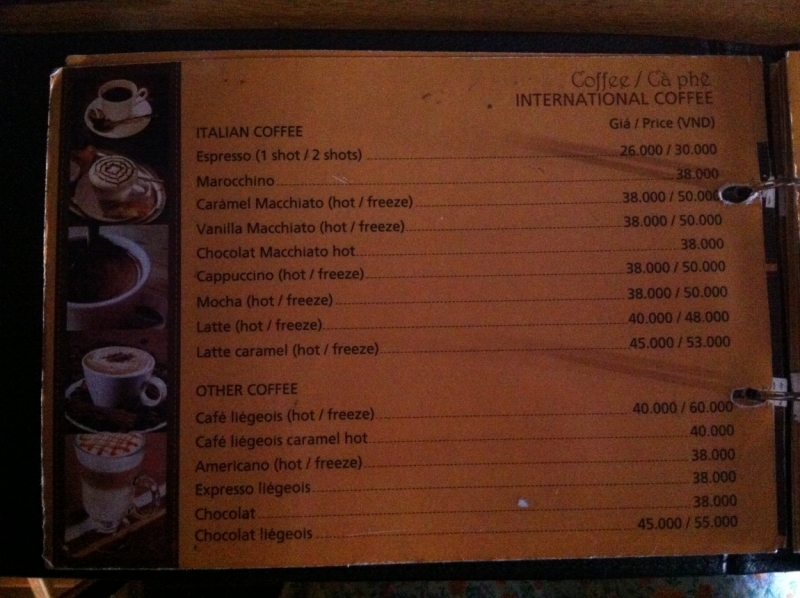 Coffee / Cà phê
INTERNATIONAL COFFEE
Giá / Price (VND)
ITALIAN COFFEE
Espresso (1 shot / 2 shots) 26.000 / 30.000
Marocchino 38.000
Caramel Macchiato (hot / freeze) 38.000 / 50.000
Vanilla Macchiato (hot / freeze) 38.000 / 50.000
Chocolat Macchiato hot 38.000
Cappuccino (hot / freeze) 38.000 / 50.000
Mocha (hot / freeze) 38.000 / 50.000
Latte (hot / freeze) 40.000 / 48.000
Latte caramel (hot / freeze) 45.000 / 53.000
OTHER COFFEE
Café liégeois (hot / freeze) 40.000 / 60.000
Café liégeois caramel hot 40.000
Americano (hot / freeze) 38.000
Expresso liégeois 38.000
Chocolat 38.000
Chocolat liégeois 45.000 / 55.000